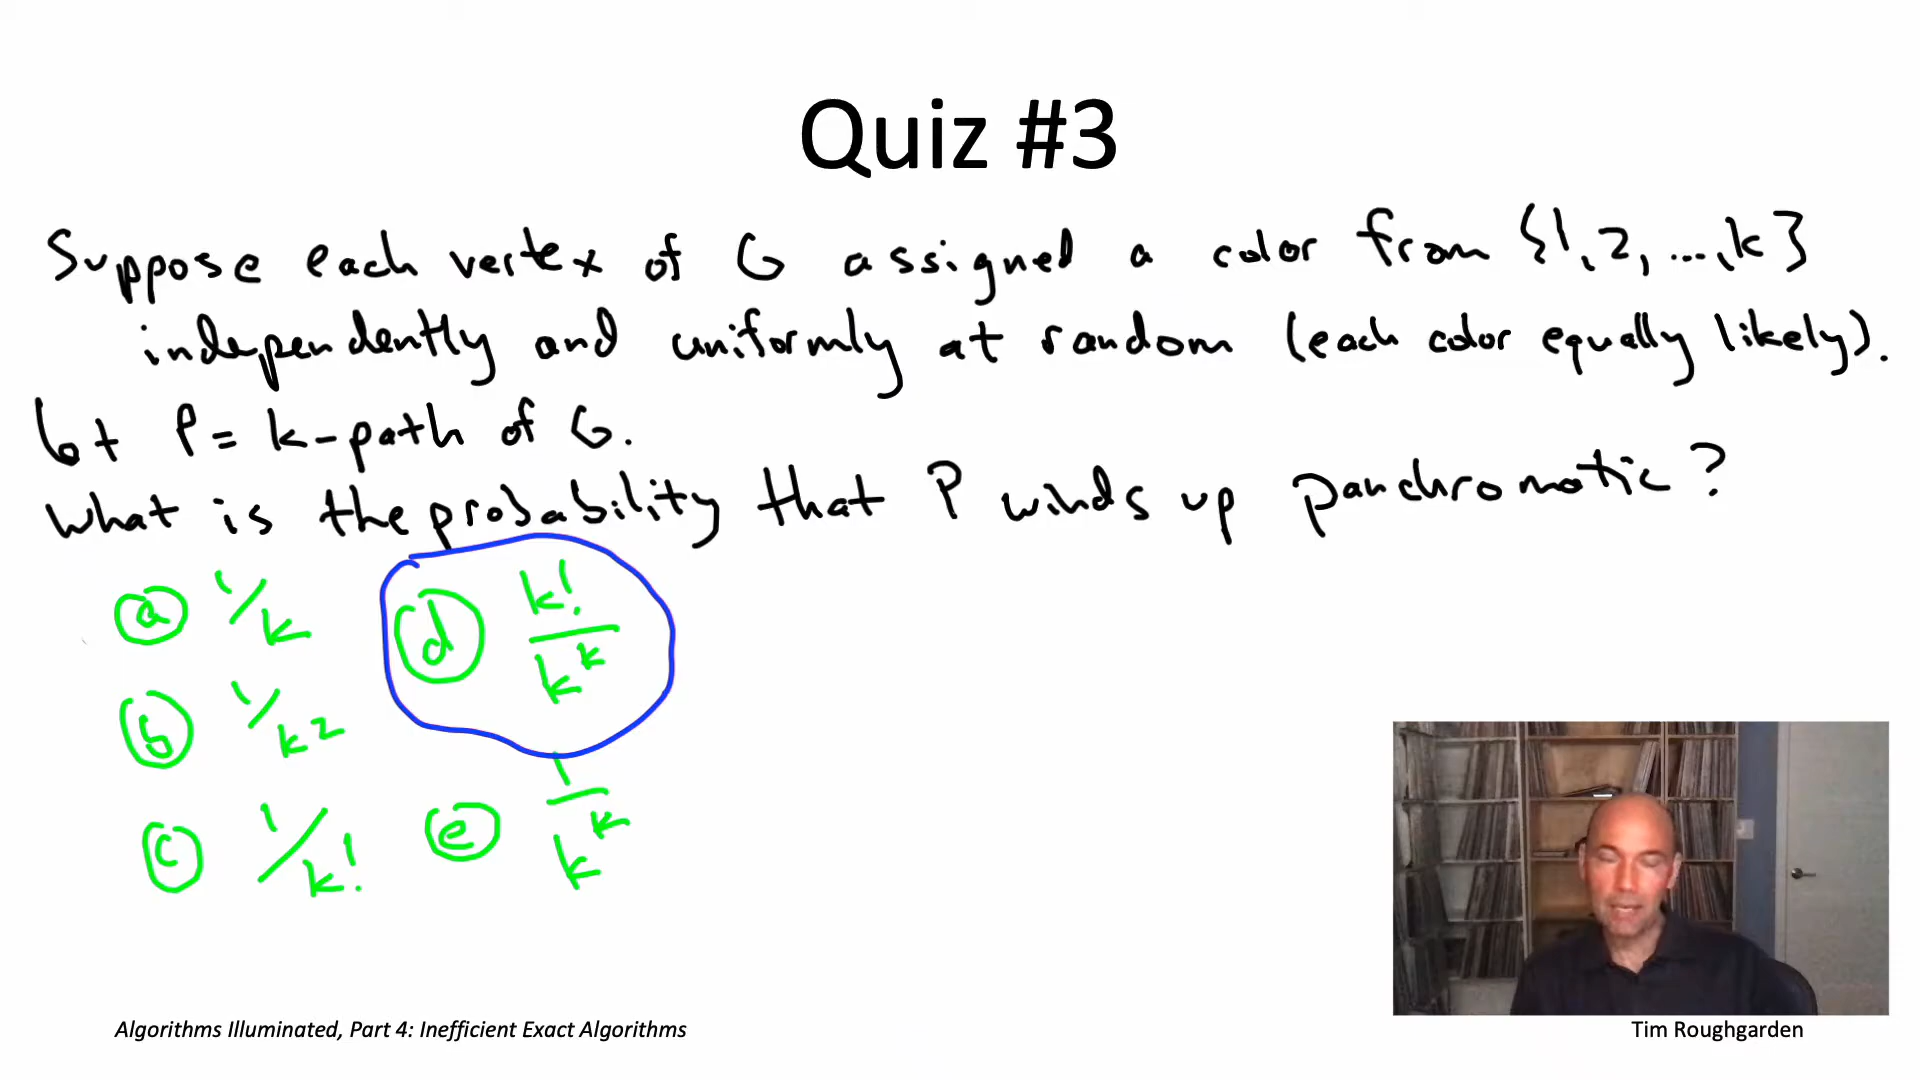 Quiz #3
Suppose each vertex of G assigned a color from {1,2,...,k}
independently and uniformly at random (each color equally likely).
Let P = k-path of G.
What is the probability that P winds up panchromatic?
(a) 1/k
(d) k!/k^k
(b) 1/k2
(c) 1/k!
(e) 1/k^k
Algorithms Illuminated, Part 4: Inefficient Exact Algorithms
Tim Roughgarden